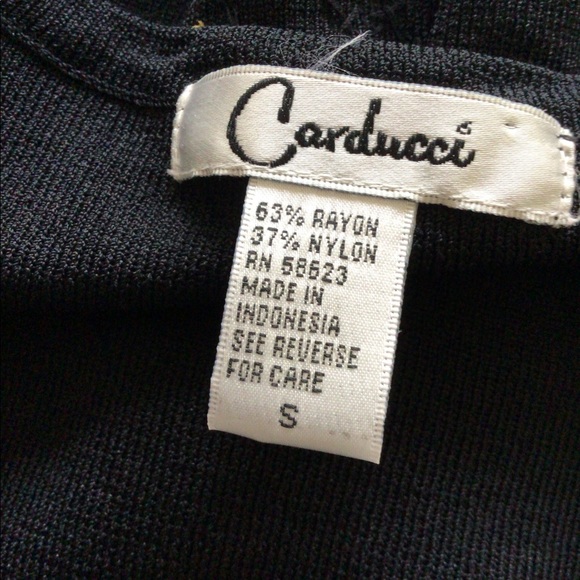 Carducci
63% RAYON
37% NYLON
RN 58623
MADE IN
INDONESIA
SEE REVERSE
FOR CARE
S